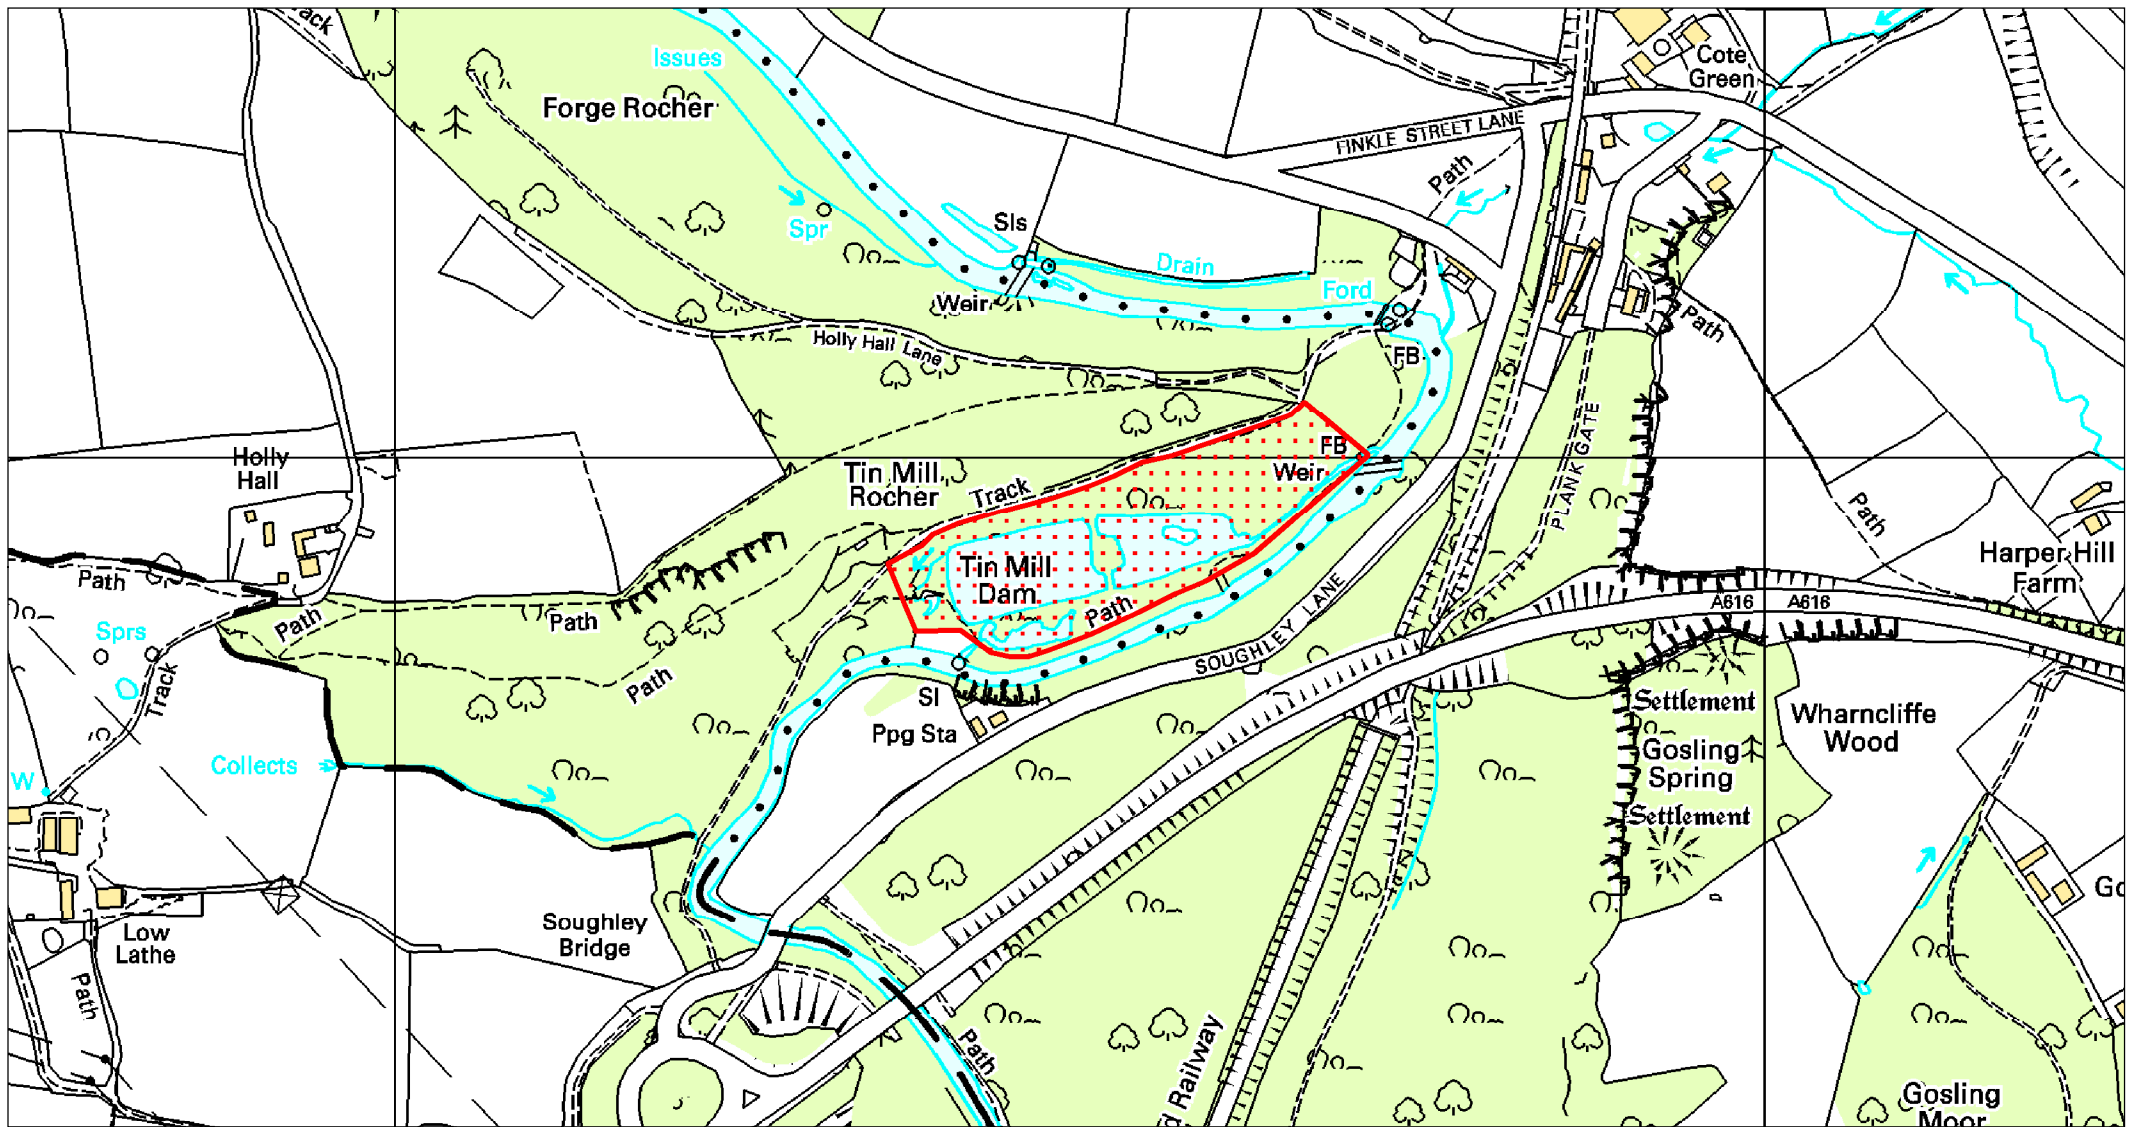 Issues
Forge Rocher
Cote
Green
FINKLE STREET LANE
Path
Spr
Sls
Drain
Ford
Weir
Holly Hall Lane
FB
Path
PLANK GATE
Holly
Hall
Tin Mill
Rocher
Track
FB
Weir
Path
Harper Hill
Farm
Tin Mill
Dam
Path
Path
Path
Path
SOUGHLEY LANE
A616
A616
Sprs
Track
Path
Sl
Ppg Sta
Settlement
Wharncliffe
Wood
Gosling
Spring
Settlement
Collects
W
Soughley
Bridge
Low
Lathe
Path
Path
Railway
Gosling
Moor